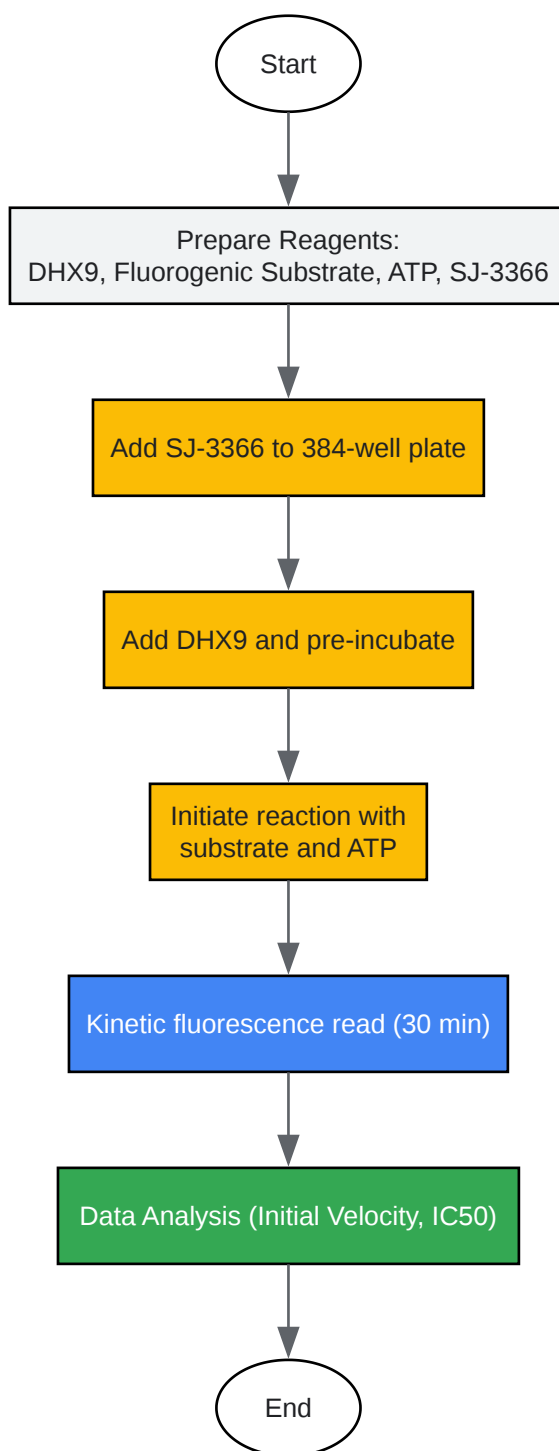 Start
Prepare Reagents:
DHX9, Fluorogenic Substrate, ATP, SJ-3366
Add SJ-3366 to 384-well plate
Add DHX9 and pre-incubate
Initiate reaction with
substrate and ATP
Kinetic fluorescence read (30 min)
Data Analysis (Initial Velocity, IC50)
End